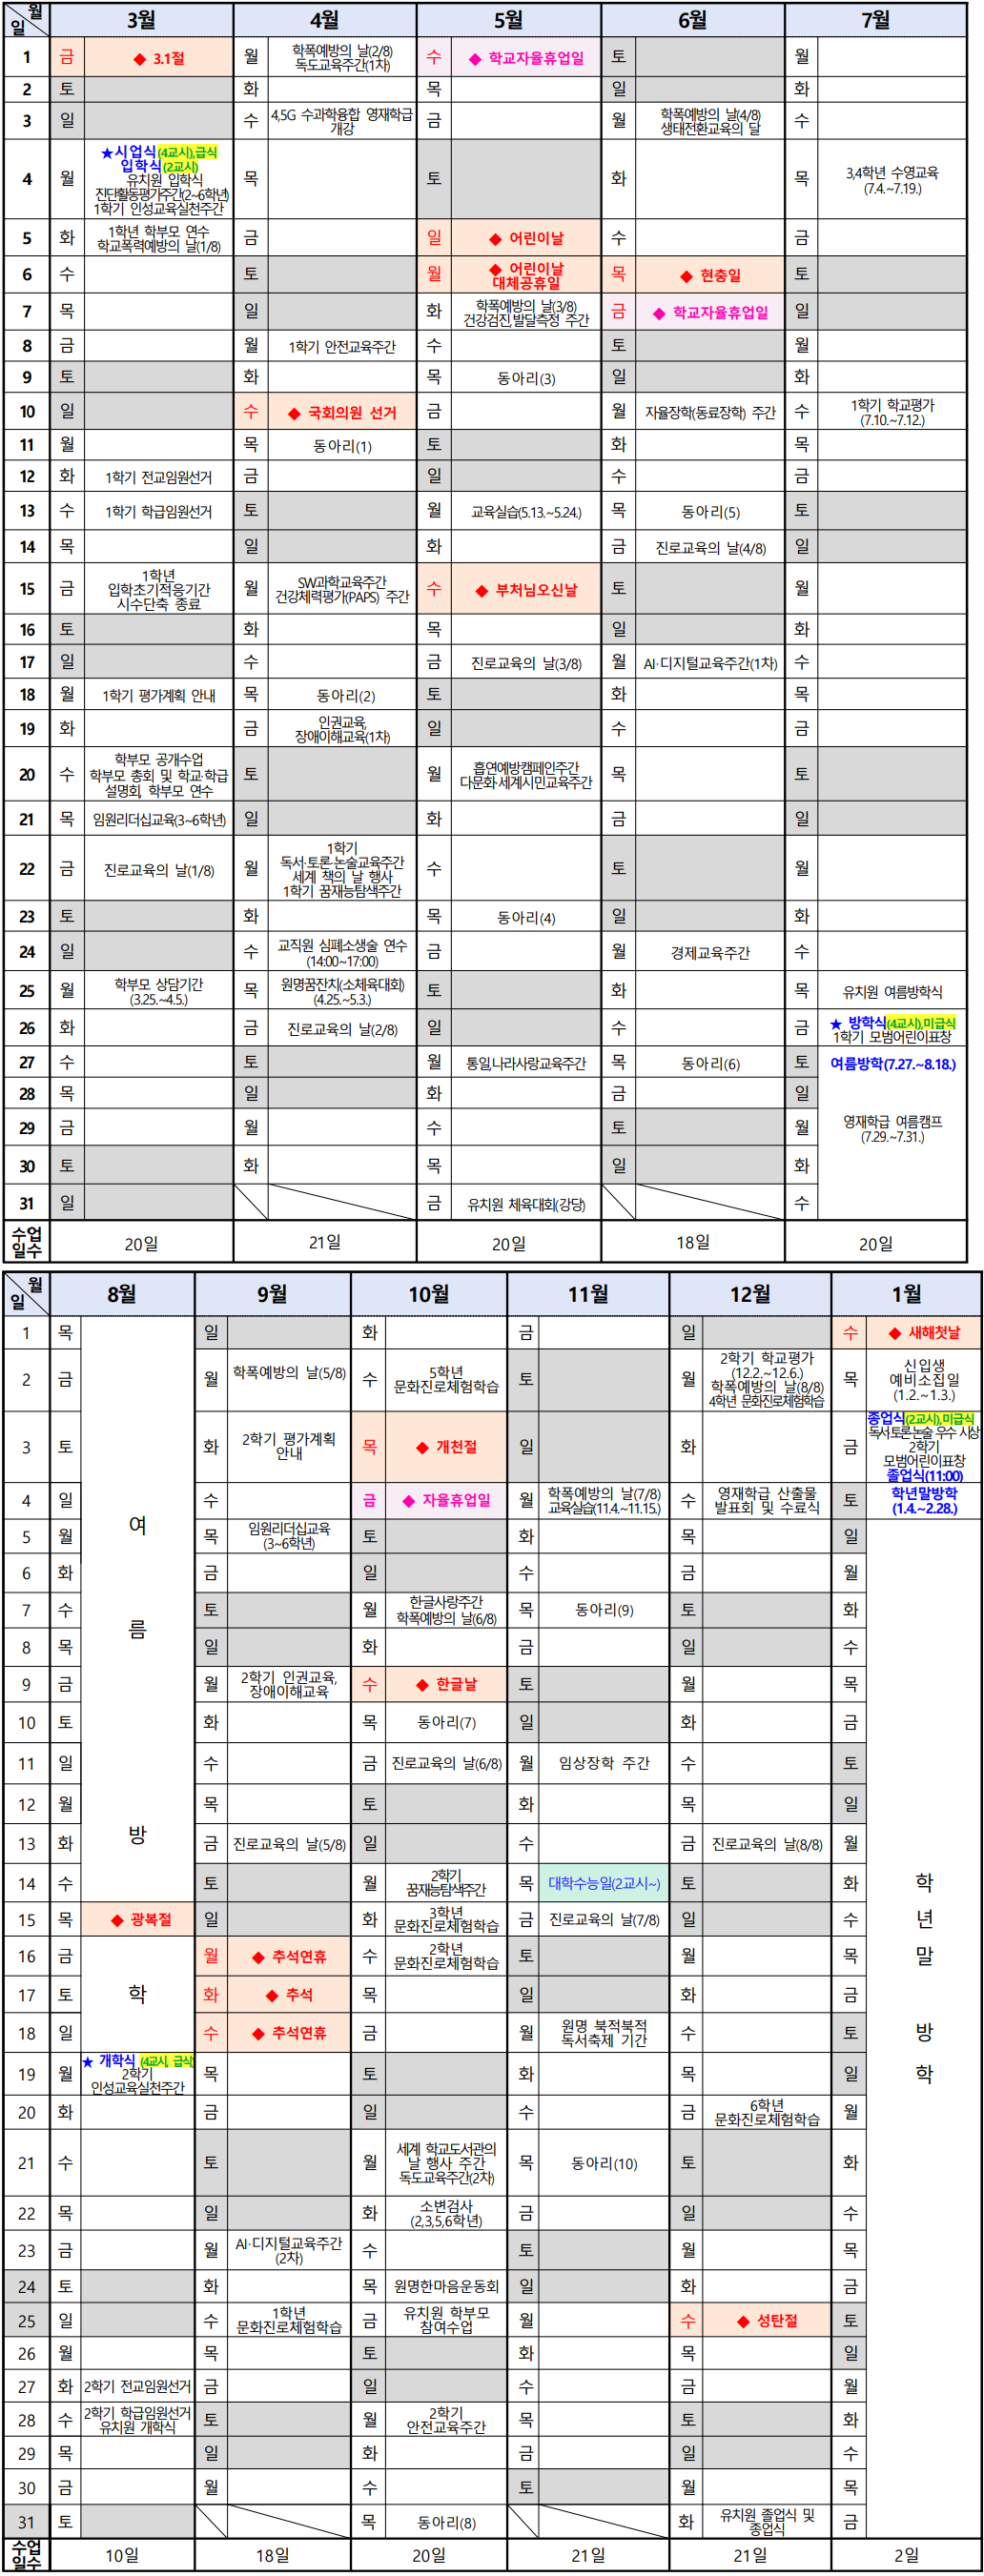 월 3월 4월 5월 6월 7월
일
1 금 ◆ 3.1절 월 학폭예방의 날(2/8) 수 ◆ 학교자율휴업일 토 월
독도교육주간(1차)
2 토 화 목 일 화
3 일 수 4,5G 수과학융합 영재학급 금 월 학폭예방의 날(4/8) 수
개강 생태전환교육의 달
4 월 ★시업식(4교시),급식 목 토 화 목 3,4학년 수영교육
입학식(2교시) (7.4.~7.19.)
유치원 입학식
진단활동평가주간(2~6학년)
1학기 인성교육실천주간
5 화 1학년 학부모 연수 금 일 ◆ 어린이날 수 금
학교폭력예방의 날(1/8)
6 수 토 월 ◆ 어린이날 목 ◆ 현충일 토
대체공휴일
7 목 일 화 학폭예방의 날(3/8) 금 ◆ 학교자율휴업일 일
건강검진,발달측정 주간
8 금 월 1학기 안전교육주간 수 토 월
9 토 화 목 동아리(3) 일 화
10 일 수 ◆ 국회의원 선거 금 월 자율장학(동료장학) 주간 수 1학기 학교평가
(7.10.~7.12.)
11 월 목 동아리(1) 토 화 목
12 화 1학기 전교임원선거 금 일 수 금
13 수 1학기 학급임원선거 토 월 교육실습(5.13.~5.24.) 목 동아리(5) 토
14 목 일 화 금 진로교육의 날(4/8) 일
15 금 1학년 월 SW과학교육주간 수 ◆ 부처님오신날 토 월
입학초기적응기간 건강체력평가(PAPS) 주간
시수단축 종료
16 토 화 목 일 화
17 일 수 금 진로교육의 날(3/8) 월 AI·디지털교육주간(1차) 수
18 월 1학기 평가계획 안내 목 동아리(2) 토 화 목
19 화 금 인권교육, 일 수 금
장애이해교육(1차)
20 수 학부모 공개수업 토 월 흡연예방캠페인주간 목 토
학부모 총회 및 학교·학급 다문화·세계시민교육주간
설명회, 학부모 연수
21 목 임원리더십교육(3~6학년) 일 화 금 일
22 금 진로교육의 날(1/8) 월 1학기 수 토 월
독서·토론·논술교육주간
세계 책의 날 행사
1학기 꿈재능탐색주간
23 토 화 목 동아리(4) 일 화
24 일 수 교직원 심폐소생술 연수 금 월 경제교육주간 수
(14:00~17:00)
25 월 학부모 상담기간 목 원명꿈잔치(소체육대회) 토 화 목 유치원 여름방학식
(3.25.~4.5.) (4.25.~5.3.)
26 화 금 진로교육의 날(2/8) 일 수 금 ★ 방학식(4교시),미급식
1학기 모범어린이표창
27 수 토 월 통일,나라사랑교육주간 목 동아리(6) 토 여름방학(7.27.~8.18.)
28 목 일 화 금 일
29 금 월 수 토 월 영재학급 여름캠프
(7.29.~7.31.)
30 토 화 목 일 화
31 일 금 유치원 체육대회(강당) 수
수업 20일 21일 20일 18일 20일
일수
월 8월 9월 10월 11월 12월 1월
일
1 목 일 화 금 일 수 ◆ 새해첫날
2 금 월 학폭예방의 날(5/8) 수 5학년 토 월 2학기 학교평가 목 신입생
문화진로체험학습 (12.2.~12.6.) 예비소집일
학폭예방의 날(8/8) (1.2.~1.3.)
4학년 문화진로체험학습
3 토 화 2학기 평가계획 목 ◆ 개천절 일 화 금 종업식(2교시),미급식
안내 독서토론논술 우수 시상
2학기
모범어린이표창
졸업식(11:00)
4 일 수 금 ◆ 자율휴업일 월 학폭예방의 날(7/8) 수 영재학급 산출물 토 학년말방학
교육실습(11.4.~11.15.) 발표회 및 수료식 (1.4.~2.28.)
5 월 여 목 임원리더십교육 토 화 목 일
(3~6학년)
6 화 금 일 수 금 월
7 수 름 토 월 한글사랑주간 목 동아리(9) 토 화
학폭예방의 날(6/8)
8 목 일 화 금 일 수
9 금 월 2학기 인권교육, 수 ◆ 한글날 토 월 목
장애이해교육
10 토 화 목 동아리(7) 일 화 금
11 일 수 금 진로교육의 날(6/8) 월 임상장학 주간 수 토
12 월 목 토 화 목 일
13 화 방 금 진로교육의 날(5/8) 일 수 금 진로교육의 날(8/8) 월
14 수 토 월 2학기 목 대학수능일(2교시~) 토 화 학
꿈재능탐색주간
15 목 ◆ 광복절 일 화 3학년 금 진로교육의 날(7/8) 일 수 년
문화진로체험학습
16 금 월 ◆ 추석연휴 수 2학년 토 월 목 말
문화진로체험학습
17 토 학 화 ◆ 추석 목 일 화 금
18 일 수 ◆ 추석연휴 금 월 원명 북적북적 수 토 방
독서축제 기간
19 월 ★ 개학식 (4교시, 급식) 목 토 화 목 일 학
2학기
인성교육실천주간
20 화 금 일 수 금 6학년 월
문화진로체험학습
21 수 토 월 세계 학교도서관의 목 동아리(10) 토 화
날 행사 주간
독도교육주간(2차)
22 목 일 화 소변검사 금 일 수
(2,3,5,6학년)
23 금 월 AI·디지털교육주간 수 토 월 목
(2차)
24 토 화 목 원명한마음운동회 일 화 금
25 일 수 1학년 금 유치원 학부모 월 수 ◆ 성탄절 토
문화진로체험학습 참여수업
26 월 목 토 화 목 일
27 화 2학기 전교임원선거 금 일 수 금 월
28 수 2학기 학급임원선거 토 월 2학기 목 토 화
유치원 개학식 안전교육주간
29 목 일 화 금 일 수
30 금 월 수 토 월 목
31 토 목 동아리(8) 화 유치원 졸업식 및 금
종업식
수업 10일 18일 20일 21일 21일 2일
일수